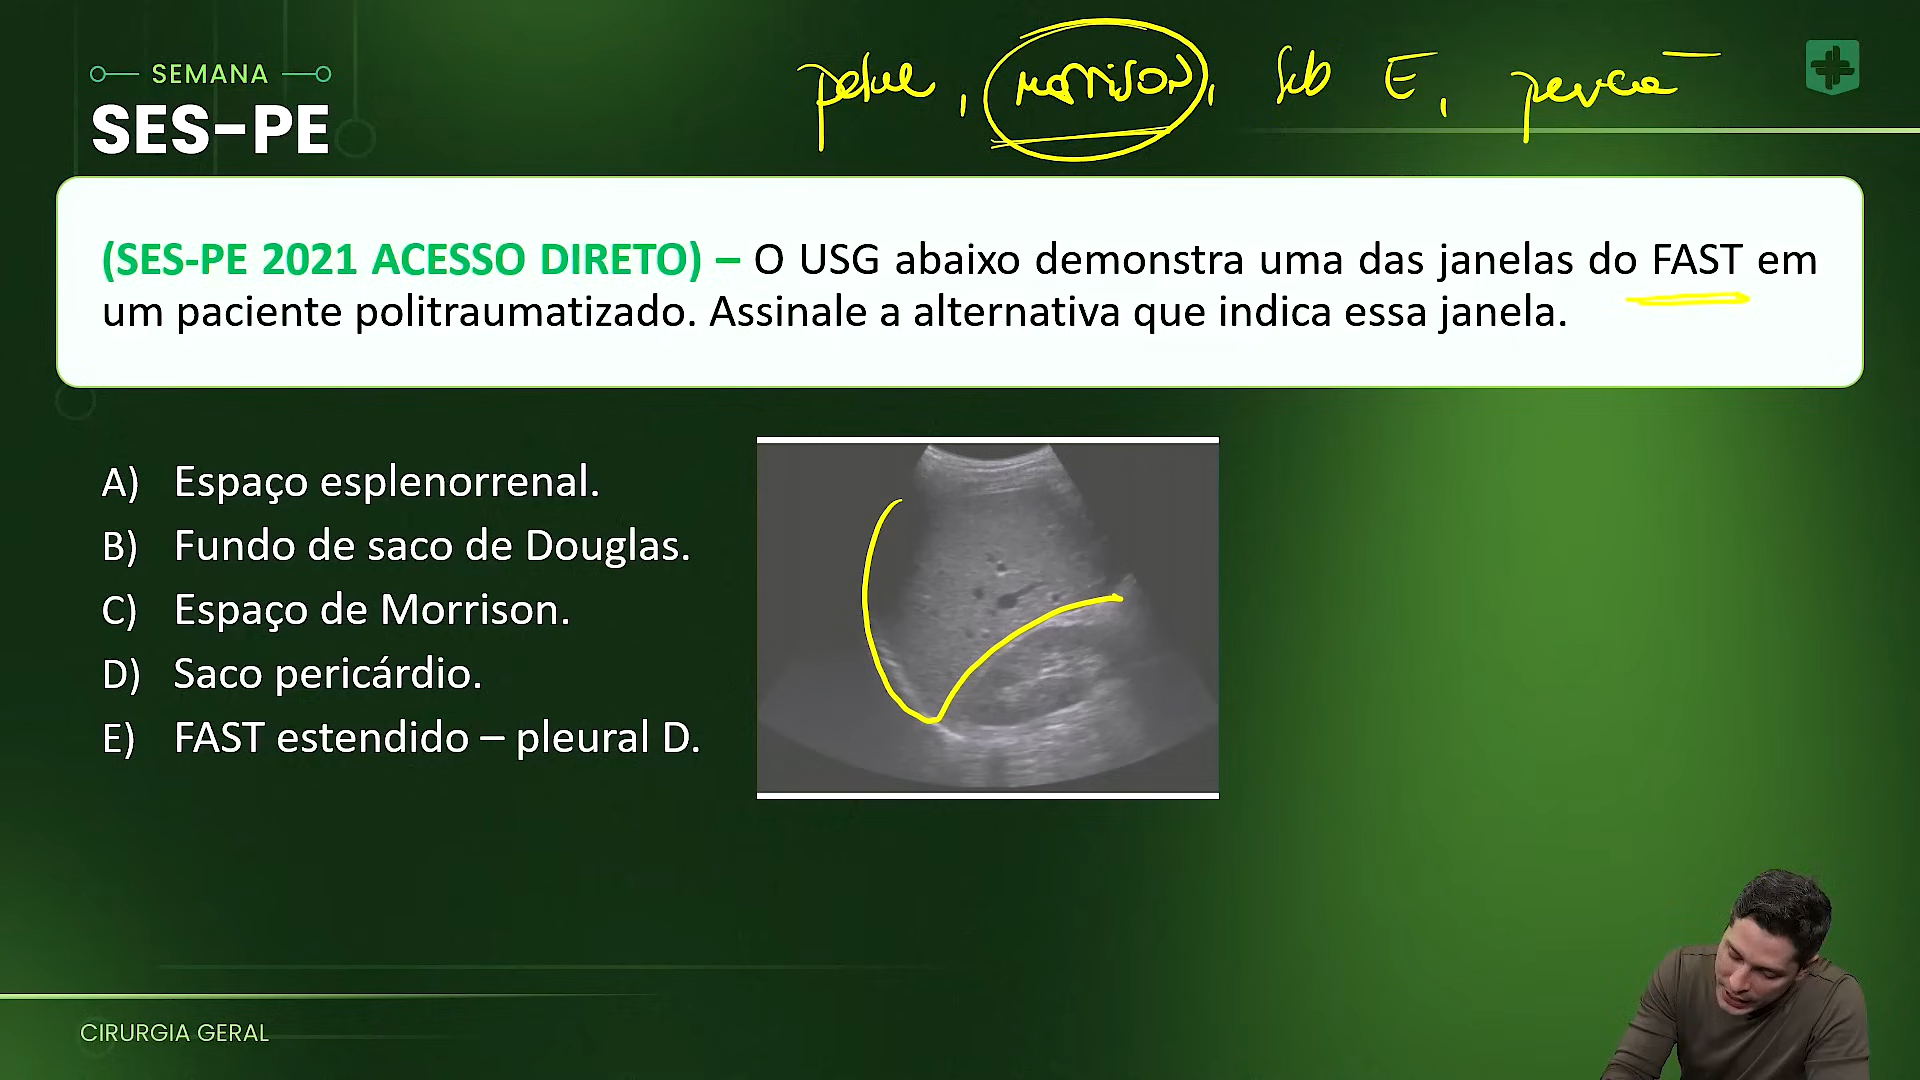 SEMANA
SES-PE
pelve, morrison, Sub E,
(SES-PE 2021 ACESSO DIRETO) – O USG abaixo demonstra uma das janelas do FAST em
um paciente politraumatizado. Assinale a alternativa que indica essa janela.
A) Espaço esplenorrenal.
B) Fundo de saco de Douglas.
C) Espaço de Morrison.
D) Saco pericárdio.
E) FAST estendido – pleural D.
CIRURGIA GERAL